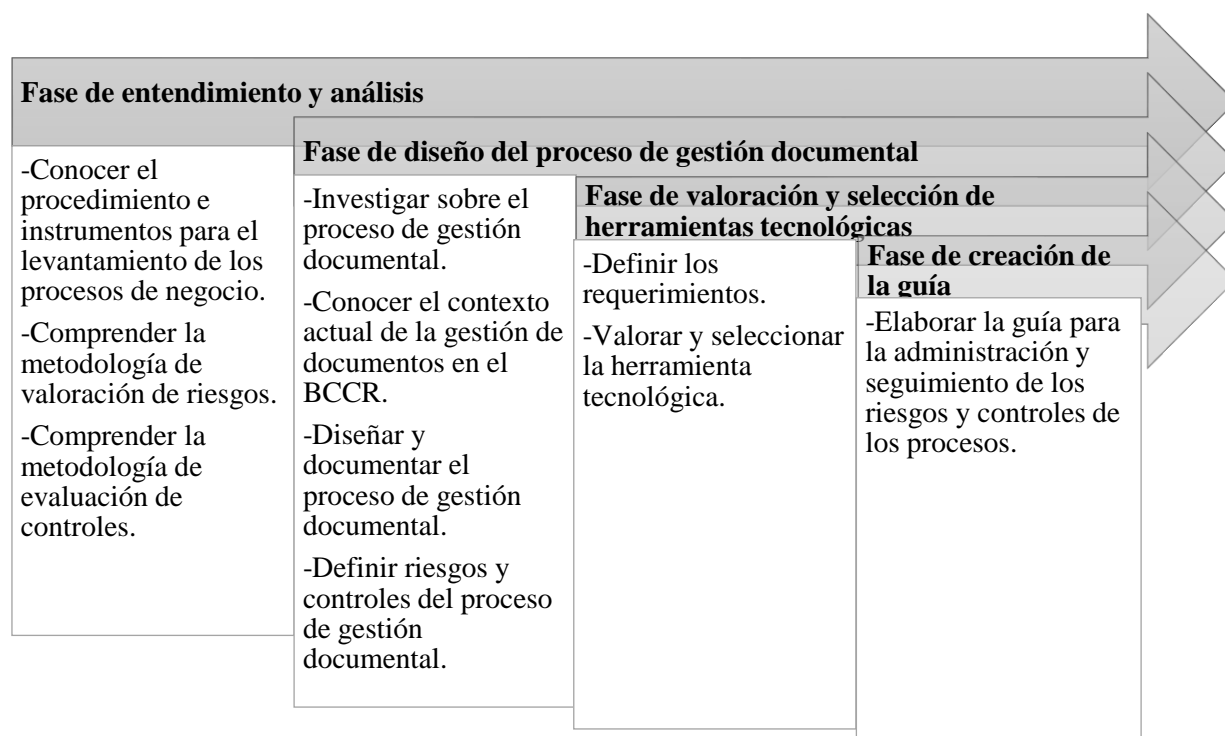 Fase de entendimiento y análisis
-Conocer el
procedimiento e
instrumentos para el
levantamiento de los
procesos de negocio.
-Comprender la
metodología de
valoración de riesgos.
-Comprender la
metodología de
evaluación de
controles.
Fase de diseño del proceso de gestión documental
-Investigar sobre el
proceso de gestión
documental.
-Conocer el contexto
actual de la gestión de
documentos en el
BCCR.
-Diseñar y
documentar el
proceso de gestión
documental.
-Definir riesgos y
controles del proceso
de gestión
documental.
Fase de valoración y selección de
herramientas tecnológicas
-Definir los
requerimientos.
-Valorar y seleccionar
la herramienta
tecnológica.
Fase de creación de
la guía
-Elaborar la guía para
la administración y
seguimiento de los
riesgos y controles de
los procesos.